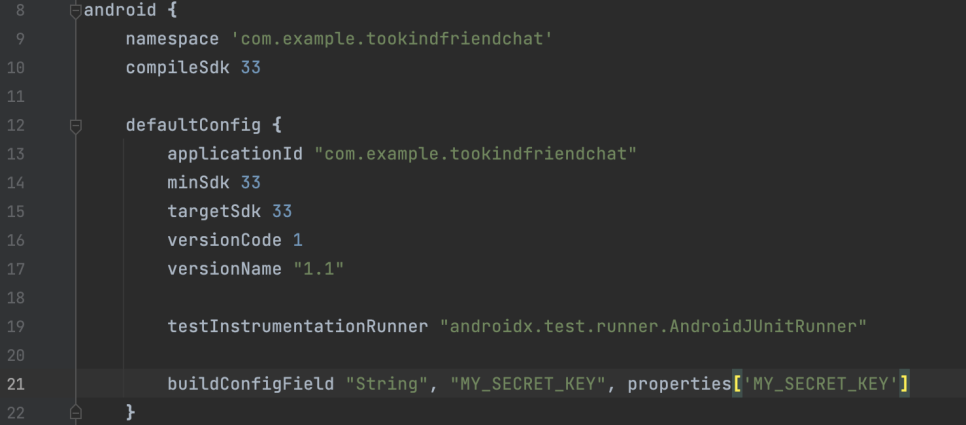 8 android {
9     namespace 'com.example.tookindfriendchat'
10     compileSdk 33
11
12     defaultConfig {
13         applicationId "com.example.tookindfriendchat"
14         minSdk 33
15         targetSdk 33
16         versionCode 1
17         versionName "1.1"
18
19         testInstrumentationRunner "androidx.test.runner.AndroidJUnitRunner"
20
21         buildConfigField "String", "MY_SECRET_KEY", properties['MY_SECRET_KEY']
22     }